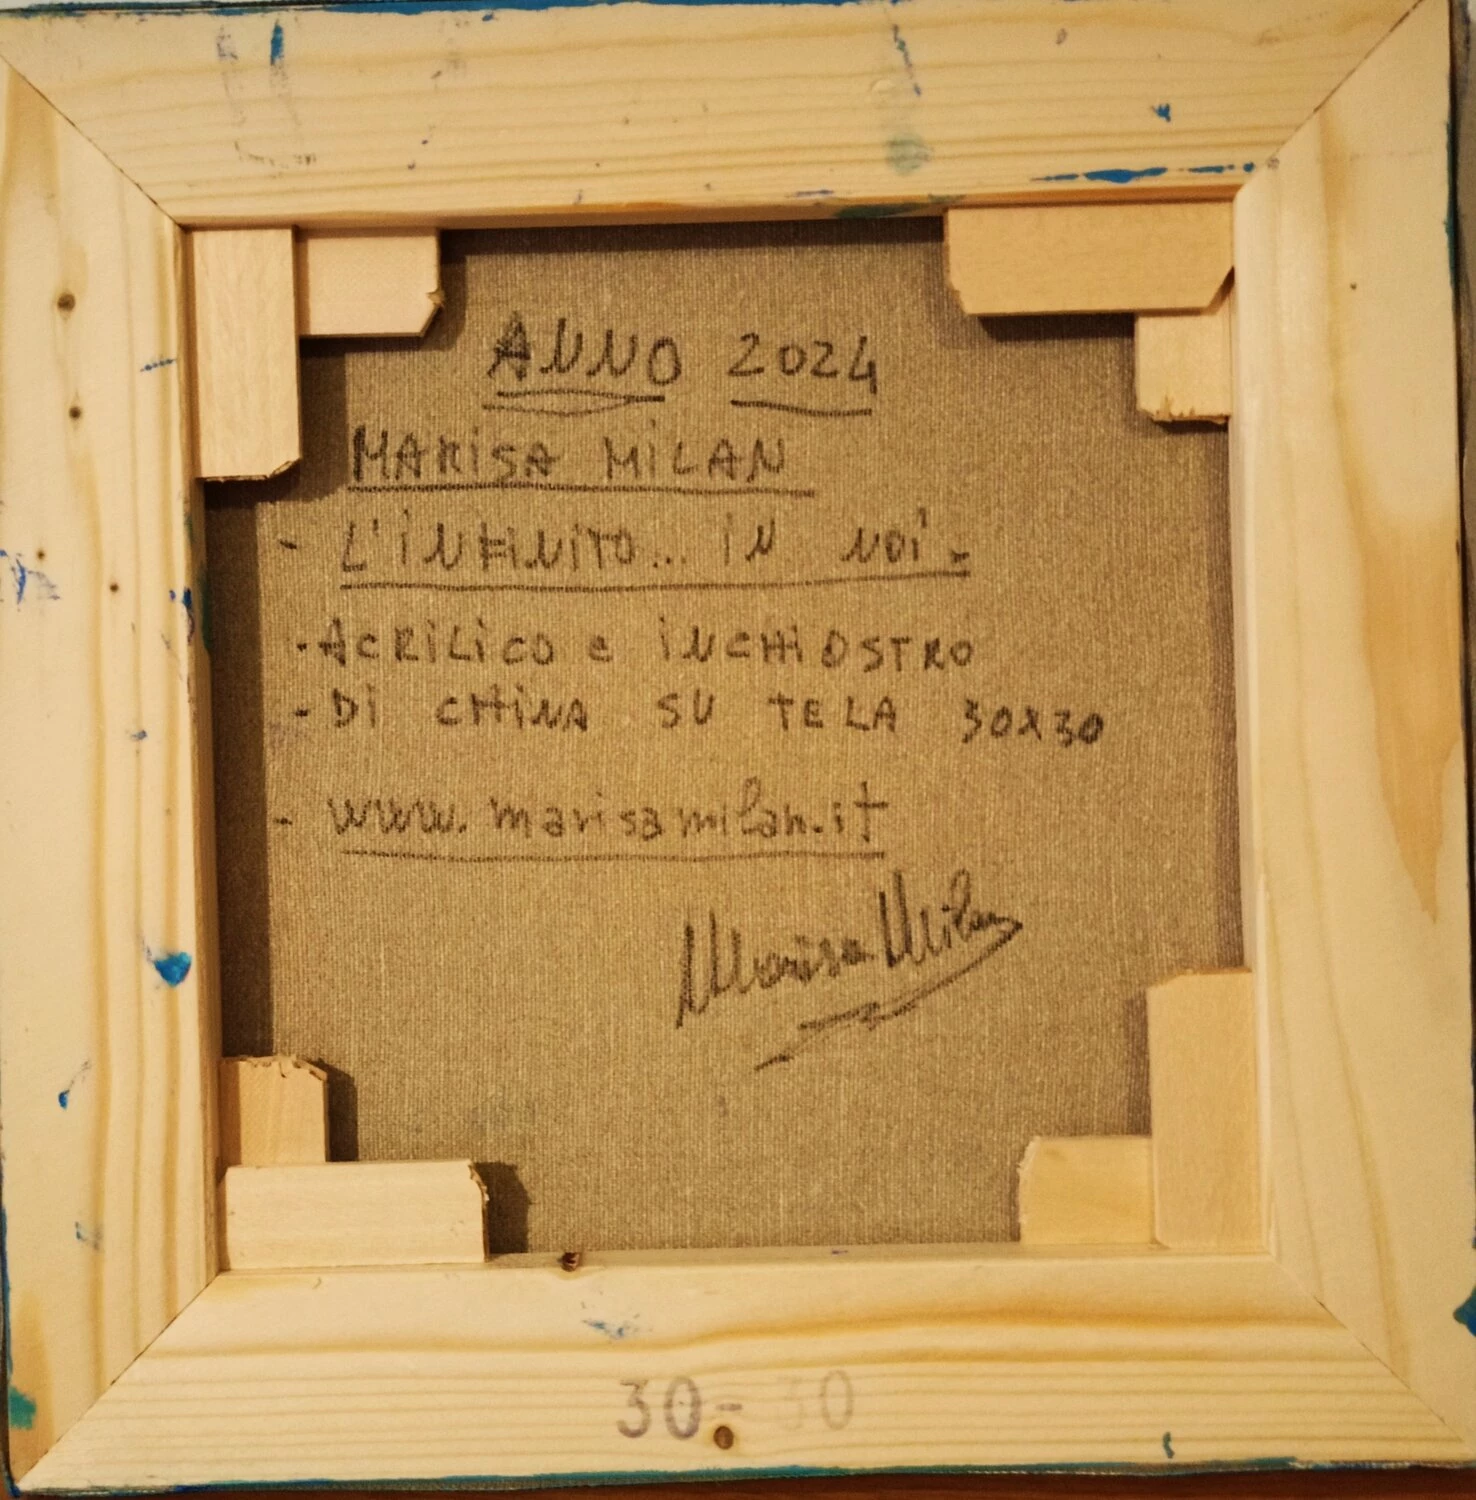 ANNO 2024
MARISA MILAN
- L'INFINITO... IN NOI.
- ACRILICO e INCHIOSTRO
- DI CHINA SU TELA 30X30
- www.marisamilan.it
Marisa Milan
30-30